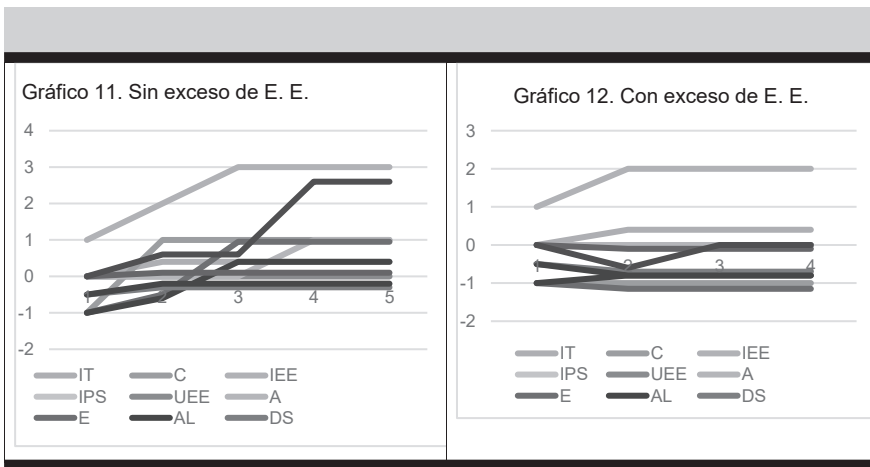 Gráfico 11. Sin exceso de E. E.
4
3
2
1
0
-1
-2
1 2 3 4 5
IT C IEE
IPS UEE A
E AL DS
Gráfico 12. Con exceso de E. E.
3
2
1
0
-1
-2
1 2 3 4
IT C IEE
IPS UEE A
E AL DS